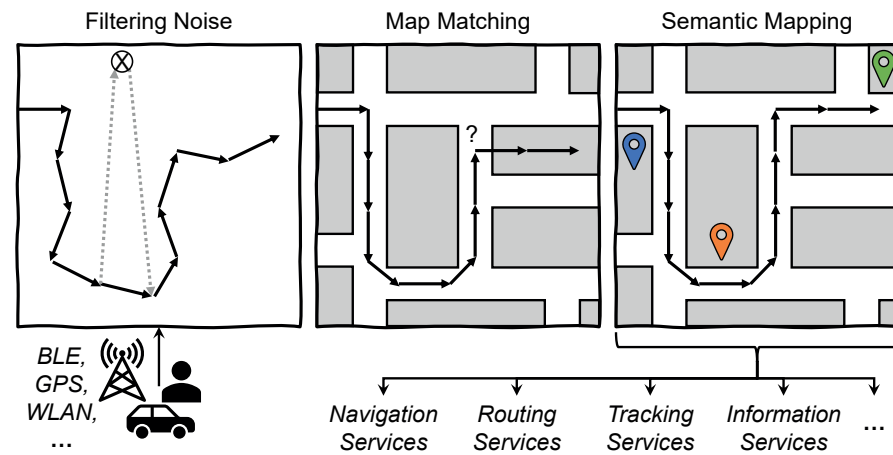 Filtering Noise
Map Matching
Semantic Mapping
?
BLE,
GPS,
WLAN,
...
Navigation
Services
Routing
Services
Tracking
Services
Information
Services
...